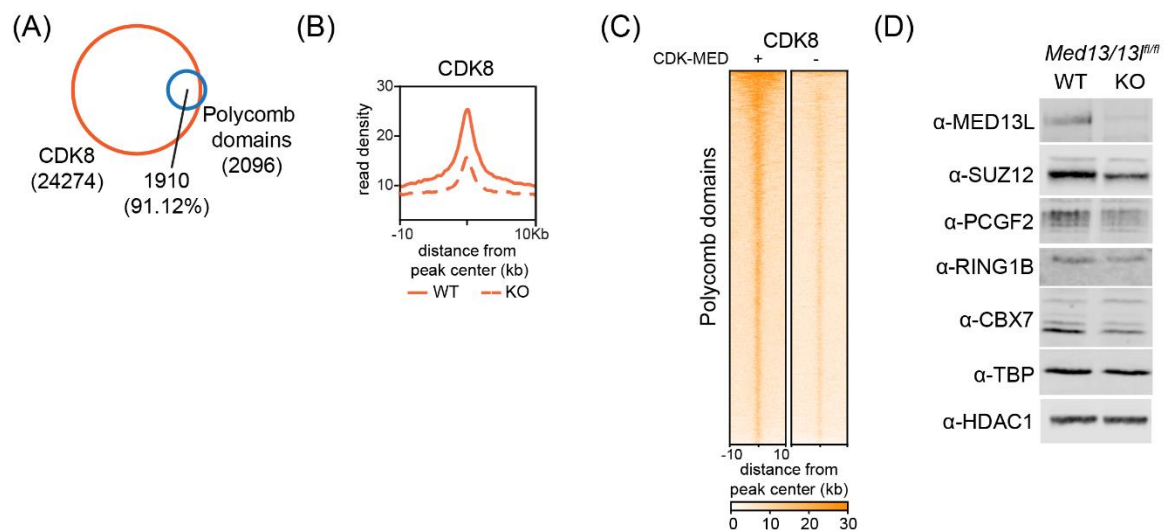 (A)
CDK8
(24274)
1910
(91.12%)
Polycomb
domains
(2096)
(B)
CDK8
read density
30
20
10
-10
10Kb
distance from
peak center (kb)
WT
KO
(C)
CDK8
CDK-MED
+
-
Polycomb domains
-10
10
distance from
peak center (kb)
0 10 20 30
(D)
Med13/13l fl/fl
WT KO
α-MED13L
α-SUZ12
α-PCGF2
α-RING1B
α-CBX7
α-TBP
α-HDAC1